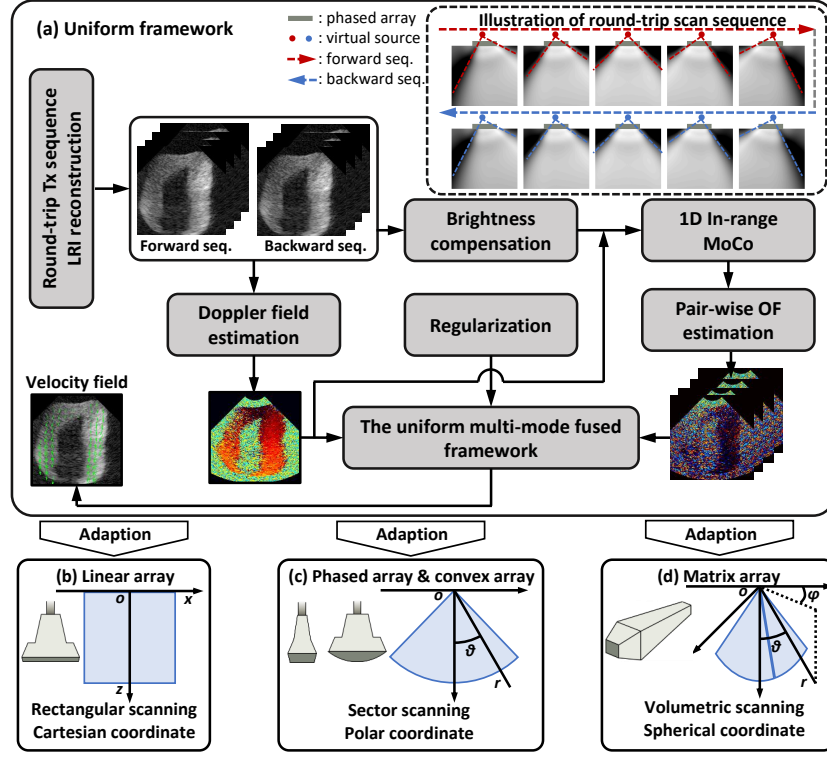 (a) Uniform framework
: phased array
: virtual source
: forward seq.
: backward seq.
Illustration of round-trip scan sequence
Round-trip Tx sequence
LRI reconstruction
Forward seq.
Backward seq.
Brightness
compensation
1D In-range
MoCo
Doppler field
estimation
Regularization
Pair-wise OF
estimation
Velocity field
The uniform multi-mode fused
framework
Adaption
Adaption
Adaption
(b) Linear array
o
x
z
Rectangular scanning
Cartesian coordinate
(c) Phased array & convex array
o
ϑ
r
Sector scanning
Polar coordinate
(d) Matrix array
o
φ
ϑ
r
Volumetric scanning
Spherical coordinate